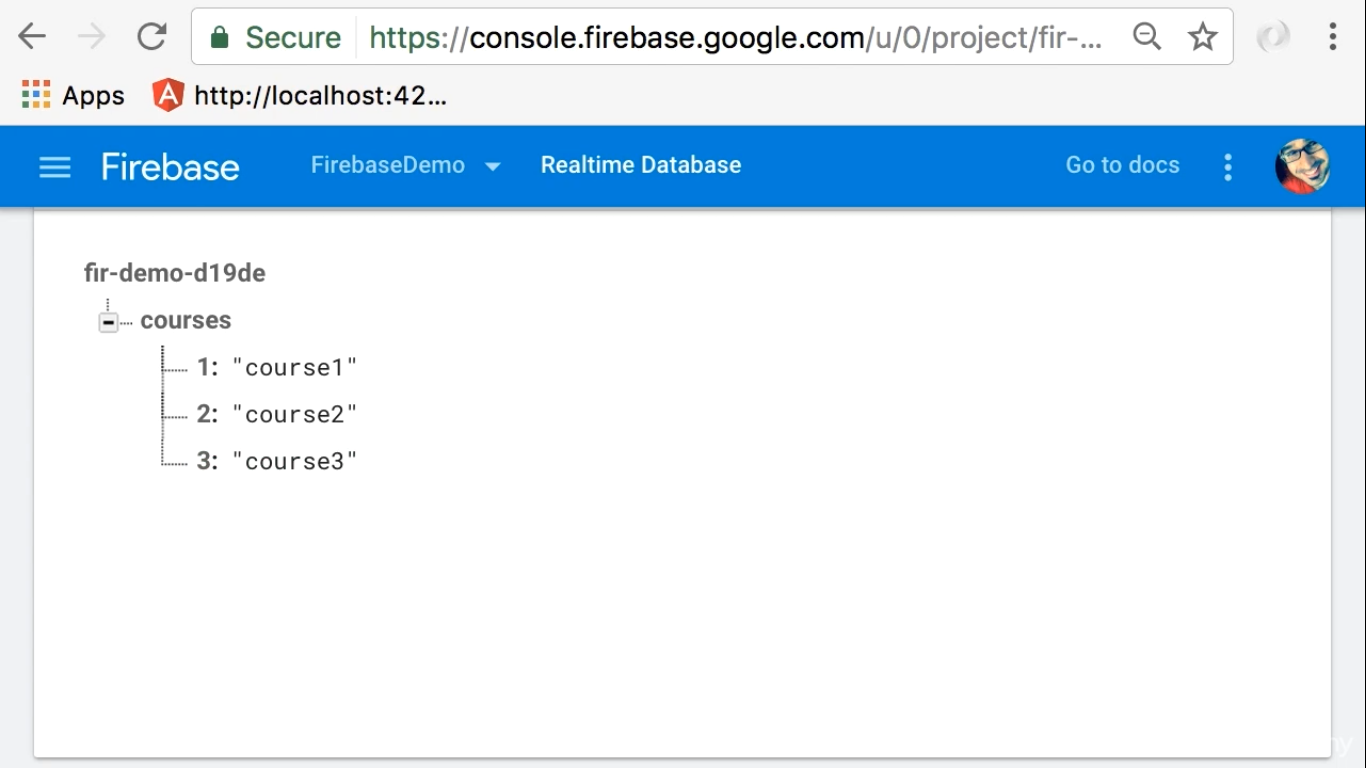 Secure https://console.firebase.google.com/u/0/project/fir-...
Apps http://localhost:42...
Firebase FirebaseDemo Realtime Database Go to docs
fir-demo-d19de
courses
1: "course1"
2: "course2"
3: "course3"